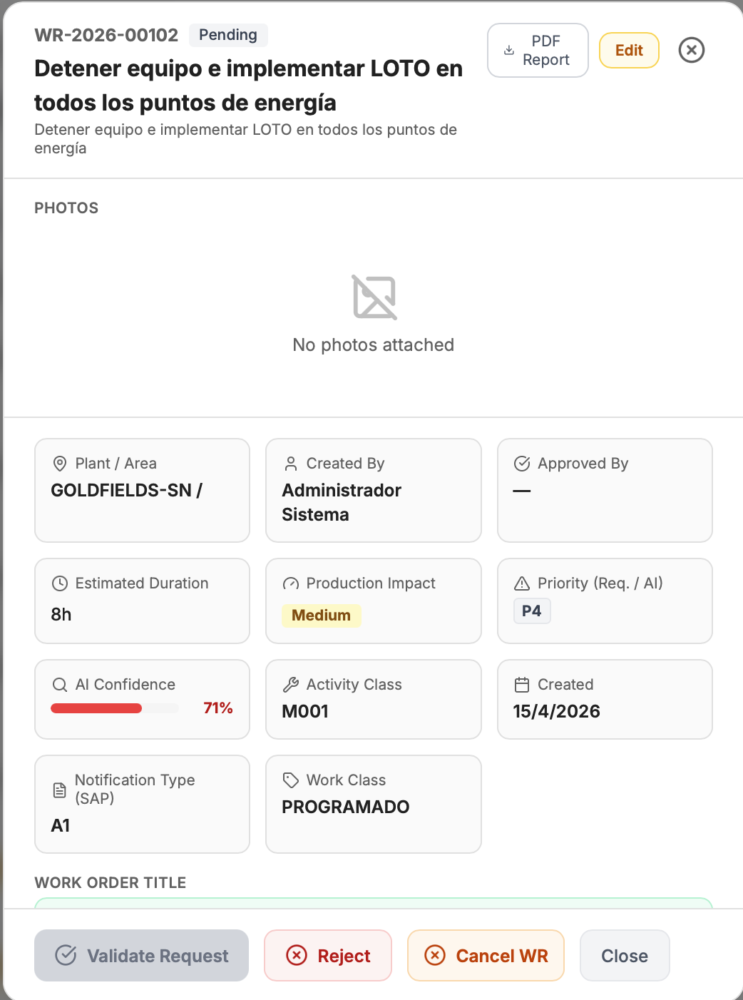 WR-2026-00102 Pending
Detener equipo e implementar LOTO en
todos los puntos de energía
Detener equipo e implementar LOTO en todos los puntos de
energía
PDF
Report
Edit
PHOTOS
No photos attached
Plant / Area
GOLDFIELDS-SN /
Created By
Administrador
Sistema
Approved By
—
Estimated Duration
8h
Production Impact
Medium
Priority (Req. / AI)
P4
AI Confidence
71%
Activity Class
M001
Created
15/4/2026
Notification Type
(SAP)
A1
Work Class
PROGRAMADO
WORK ORDER TITLE
Validate Request
Reject
Cancel WR
Close